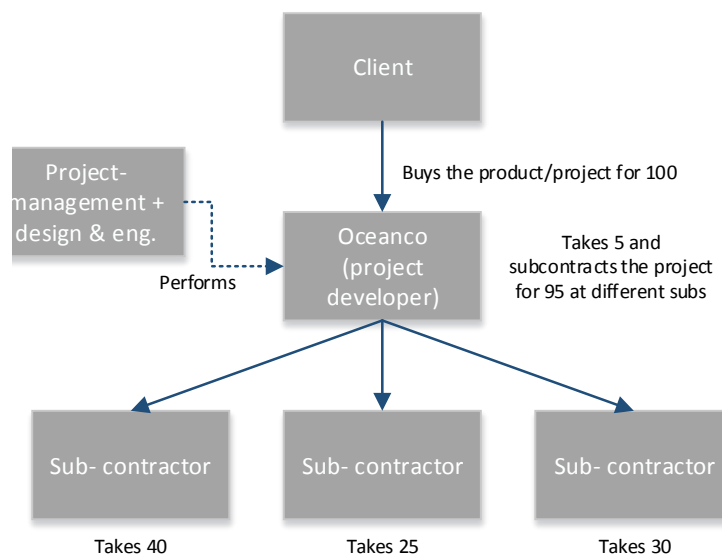 Client
Buys the product/project for 100
Project-
management +
design & eng.
Performs
Oceanco
(project
developer)
Takes 5 and
subcontracts the project
for 95 at different subs
Sub- contractor
Sub- contractor
Sub- contractor
Takes 40
Takes 25
Takes 30